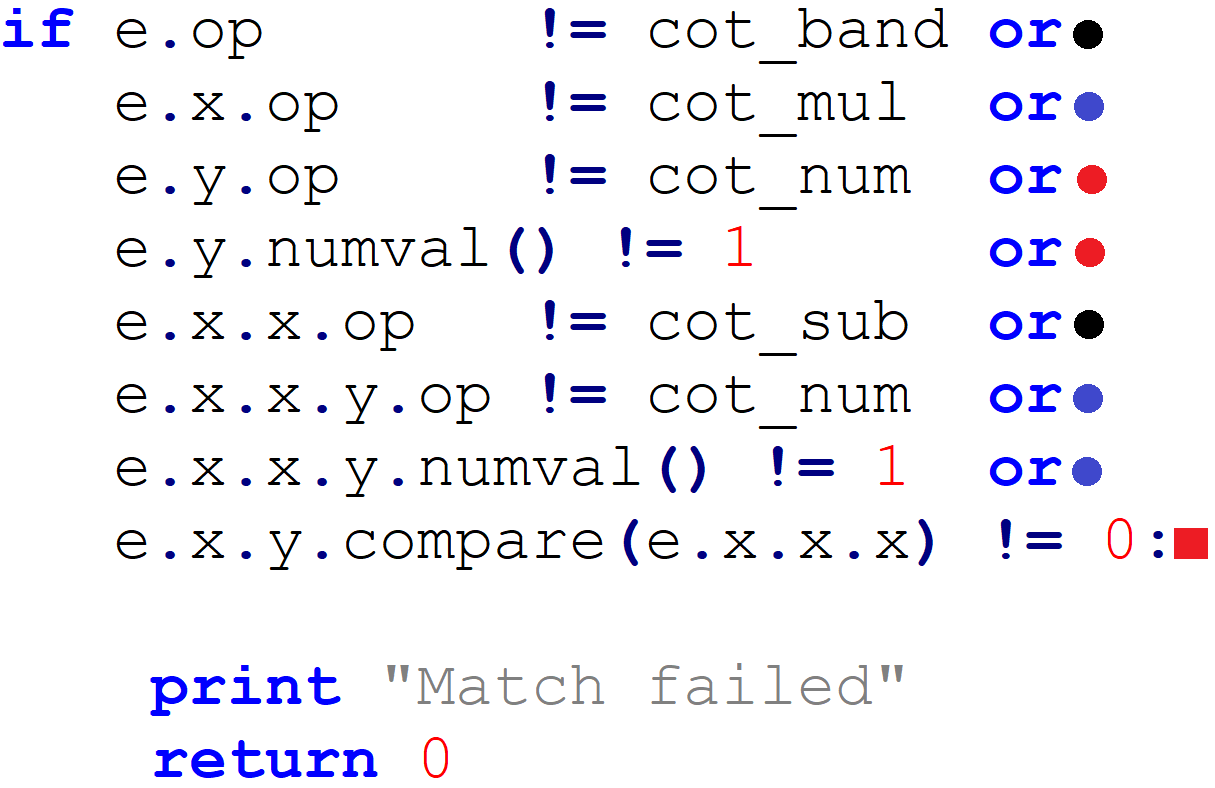 if e.op != cot_band or
e.x.op != cot_mul or
e.y.op != cot_num or
e.y.numval() != 1 or
e.x.x.op != cot_sub or
e.x.x.y.op != cot_num or
e.x.x.y.numval() != 1 or
e.x.y.compare(e.x.x.x) != 0:
print "Match failed"
return 0